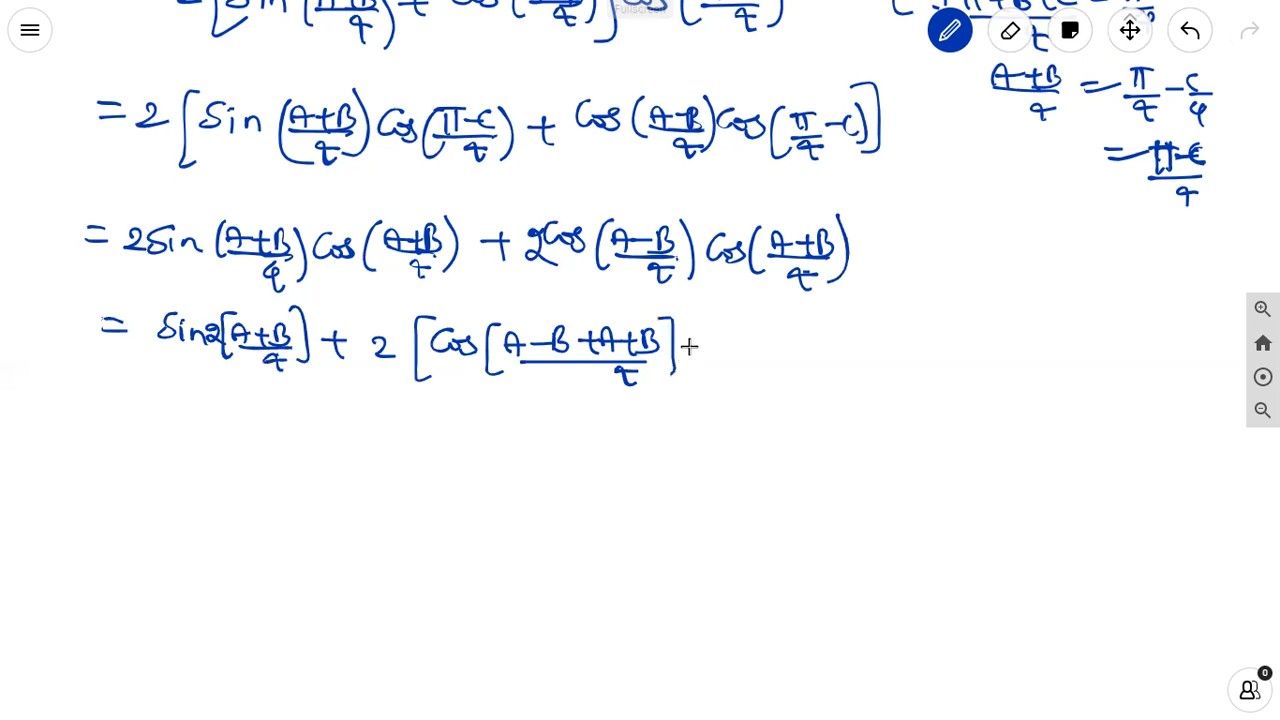 = 2 [Sin (A+B/4) Cos (π-C/4) + Cos (A-B/4) Cos (π/4 -C)]
A+B/4 = π/4 - C/4
= π-C/4
= 2Sin (A+B/4) Cos (A+B/4) + 2Cos (A-B/4) Cos (A+B/4)
= Sin2[A+B/4] + 2 [Cos [A-B+A+B/4] +
0